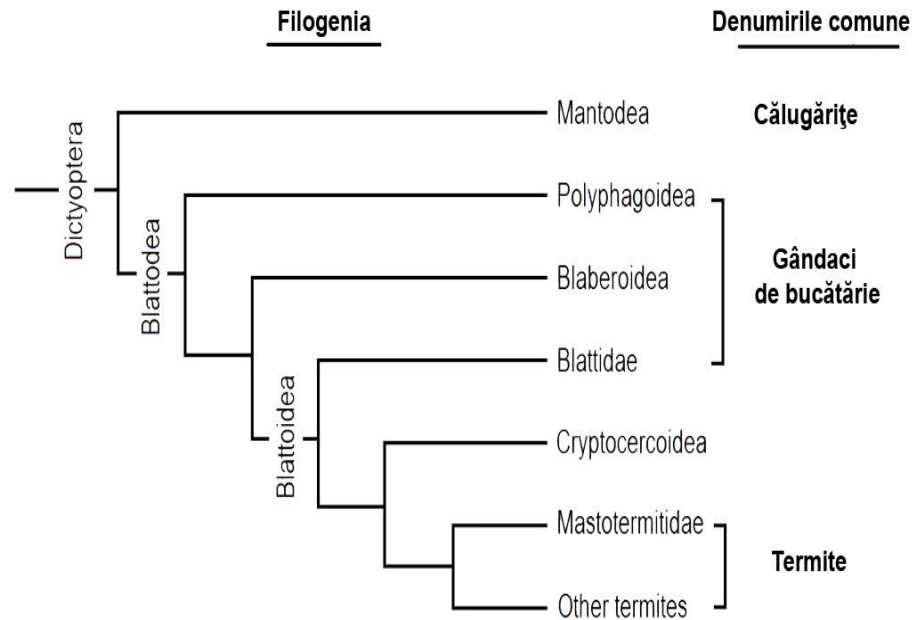 Filogenia
Denumirile comune
Dictyoptera
Mantodea
Călugăriţe
Blattodea
Polyphagoidea
Blaberoidea
Gândaci
de bucătărie
Blattoidea
Blattidae
Cryptocercoidea
Mastotermitidae
Termite
Other termites